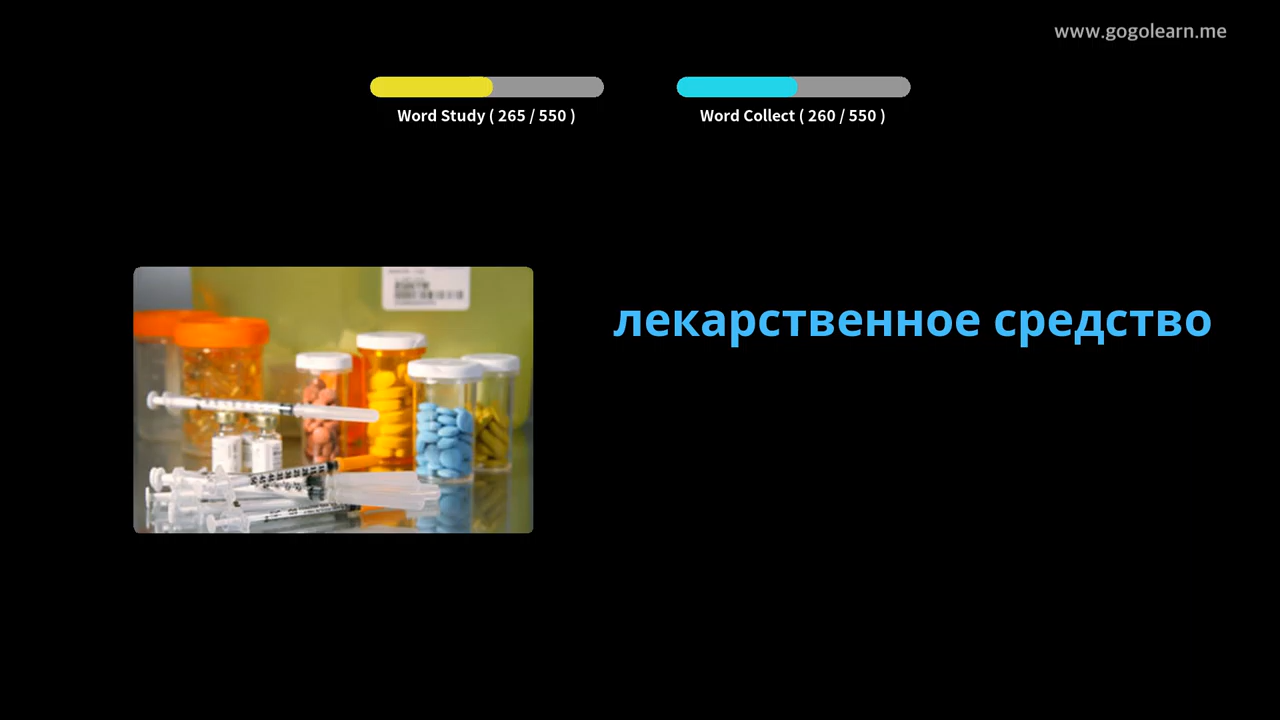 www.gogolearn.me
Word Study ( 265 / 550 )
Word Collect ( 260 / 550 )
лекарственное средство